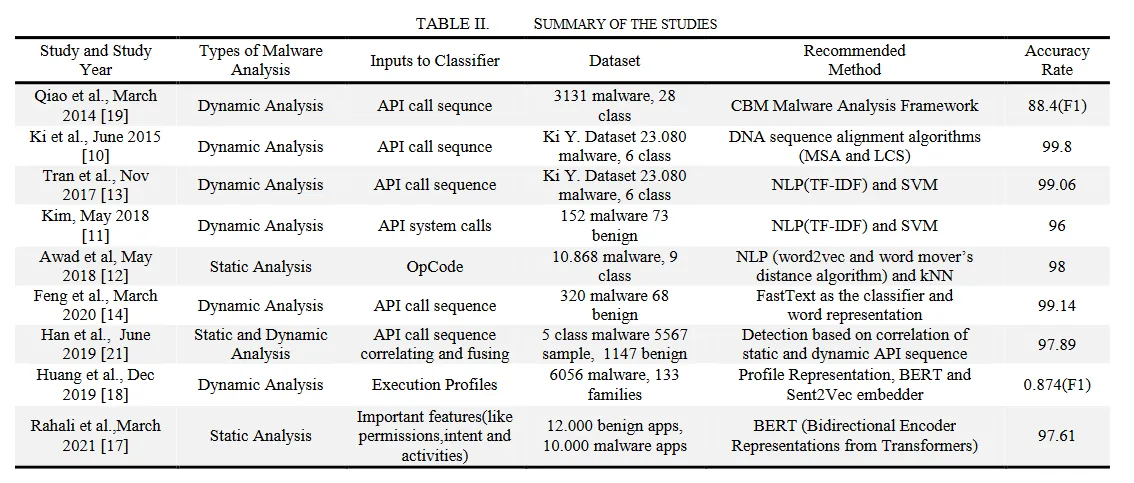 TABLE II. SUMMARY OF THE STUDIES
Study and Study Year Types of Malware Analysis Inputs to Classifier Dataset Recommended Method Accuracy Rate
Qiao et al., March 2014 [19] Dynamic Analysis API call sequnce 3131 malware, 28 class CBM Malware Analysis Framework 88.4(F1)
Ki et al., June 2015 [10] Dynamic Analysis API call sequnce Ki Y. Dataset 23.080 malware, 6 class DNA sequence alignment algorithms (MSA and LCS) 99.8
Tran et al., Nov 2017 [13] Dynamic Analysis API call sequence Ki Y. Dataset 23.080 malware, 6 class NLP(TF-IDF) and SVM 99.06
Kim, May 2018 [11] Dynamic Analysis API system calls 152 malware 73 benign NLP(TF-IDF) and SVM 96
Awad et al, May 2018 [12] Static Analysis OpCode 10.868 malware, 9 class NLP (word2vec and word mover's distance algorithm) and kNN 98
Feng et al., March 2020 [14] Dynamic Analysis API call sequence 320 malware 68 benign FastText as the classifier and word representation 99.14
Han et al., June 2019 [21] Static and Dynamic Analysis API call sequence correlating and fusing 5 class malware 5567 sample, 1147 benign Detection based on correlation of static and dynamic API sequence 97.89
Huang et al., Dec 2019 [18] Dynamic Analysis Execution Profiles 6056 malware, 133 families Profile Representation, BERT and Sent2Vec embedder 0.874(F1)
Rahali et al.,March 2021 [17] Static Analysis Important features(like permissions,intent and activities) 12.000 benign apps, 10.000 malware apps BERT (Bidirectional Encoder Representations from Transformers) 97.61